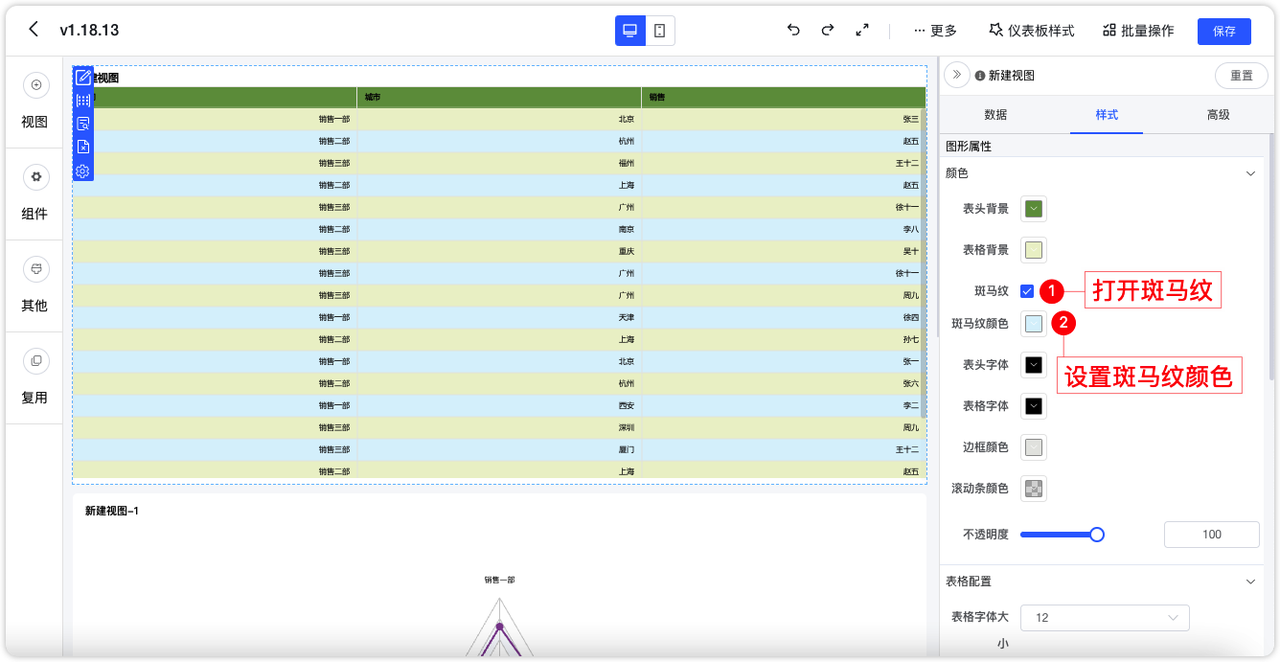 v1.18.13
更多
仪表板样式
批量操作
保存
视图
组件
其他
复用
建视图
城市
销售
销售一部 北京 张三
销售二部 杭州 赵五
销售三部 福州 王十二
销售二部 上海 赵五
销售三部 广州 徐十一
销售二部 南京 李八
销售三部 重庆 吴十
销售三部 广州 徐十一
销售三部 广州 周九
销售一部 天津 徐四
销售二部 上海 孙七
销售一部 北京 张一
销售二部 杭州 张六
销售一部 西安 李二
销售三部 深圳 周九
销售三部 厦门 王十二
销售二部 上海 赵五
新建视图-1
销售一部
新建视图
重置
数据
样式
高级
图形属性
颜色
表头背景
表格背景
斑马纹
1
打开斑马纹
斑马纹颜色
2
设置斑马纹颜色
表头字体
表格字体
边框颜色
滚动条颜色
不透明度
100
表格配置
表格字体大
小
12